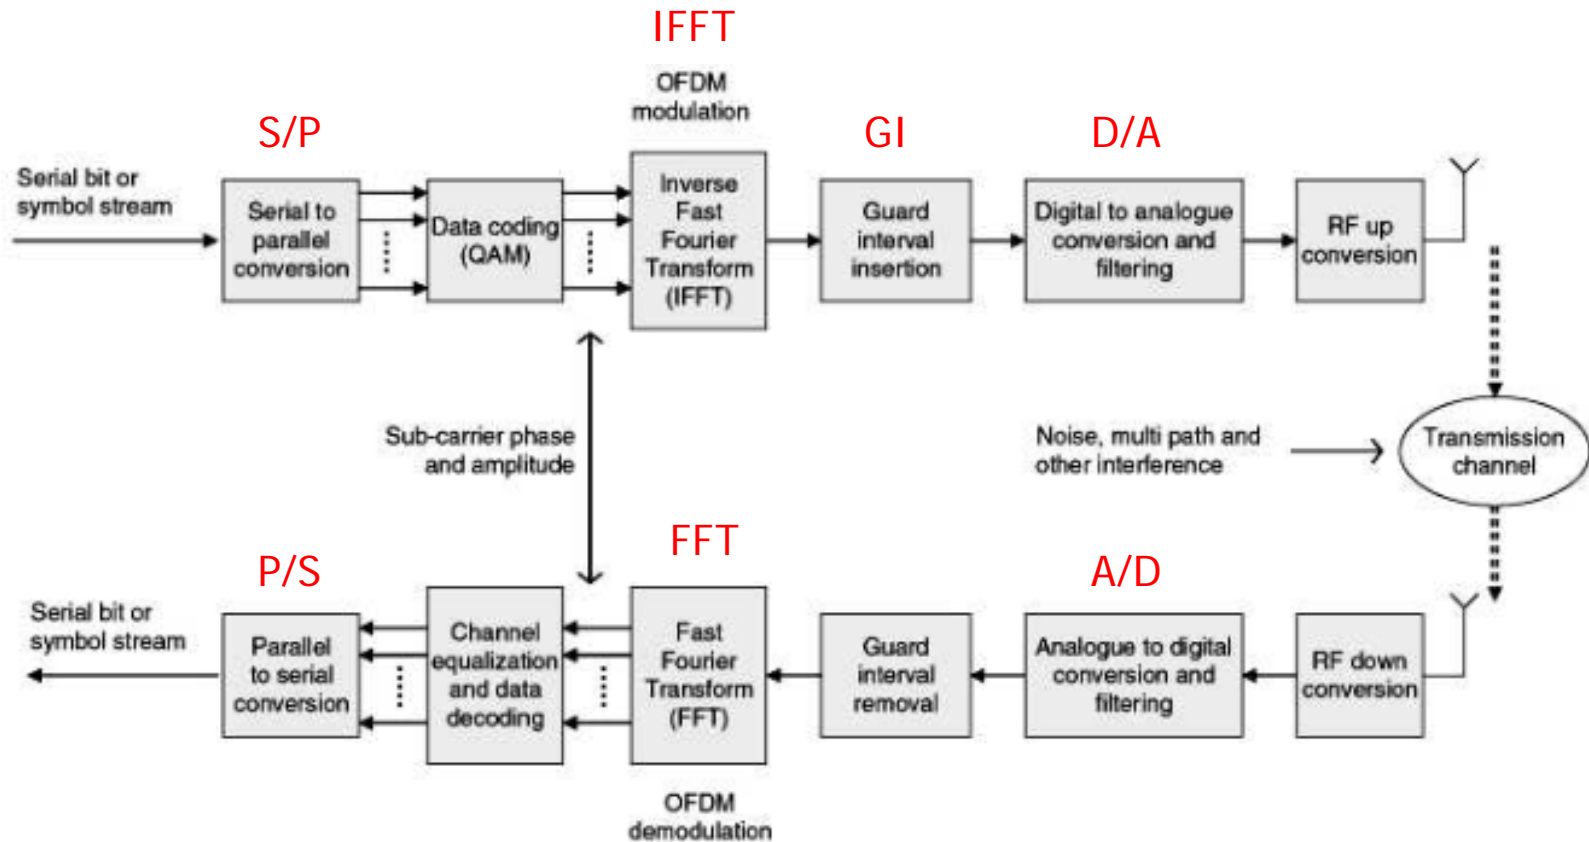 IFFT
OFDM
modulation
S/P
GI
D/A
Serial bit or
symbol stream
Serial to
parallel
conversion
Data coding
(QAM)
Inverse
Fast
Fourier
Transform
(IFFT)
Guard
interval
insertion
Digital to analogue
conversion and
filtering
RF up
conversion
Sub-carrier phase
and amplitude
Noise, multi path and
other interference
Transmission
channel
P/S
FFT
A/D
Serial bit or
symbol stream
Parallel
to serial
conversion
Channel
equalization
and data
decoding
Fast
Fourier
Transform
(FFT)
Guard
interval
removal
Analogue to digital
conversion and
filtering
RF down
conversion
OFDM
demodulation